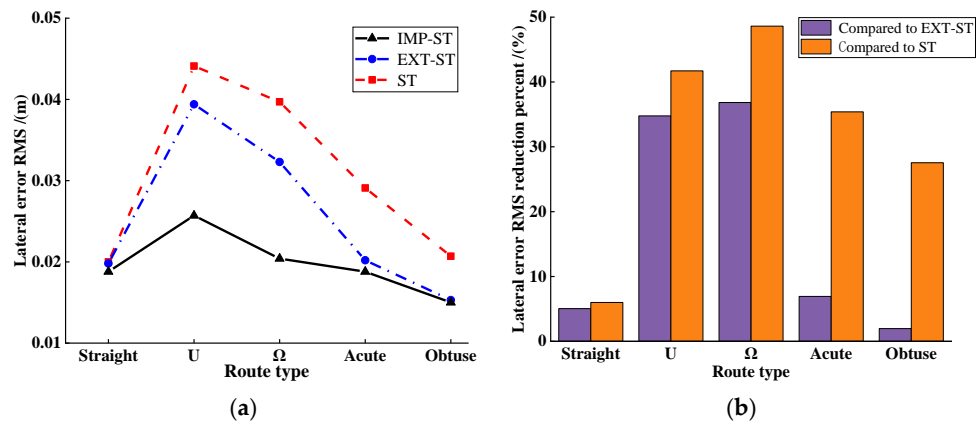 0.05
0.04
0.03
0.02
0.01
Lateral error RMS /(m)
IMP-ST
EXT-ST
ST
Straight
U
Ω
Acute
Obtuse
Route type
(a)
50
40
30
20
10
0
Lateral error RMS reduction percent /(%)
Compared to EXT-ST
Compared to ST
Straight
U
Ω
Acute
Obtuse
Route type
(b)